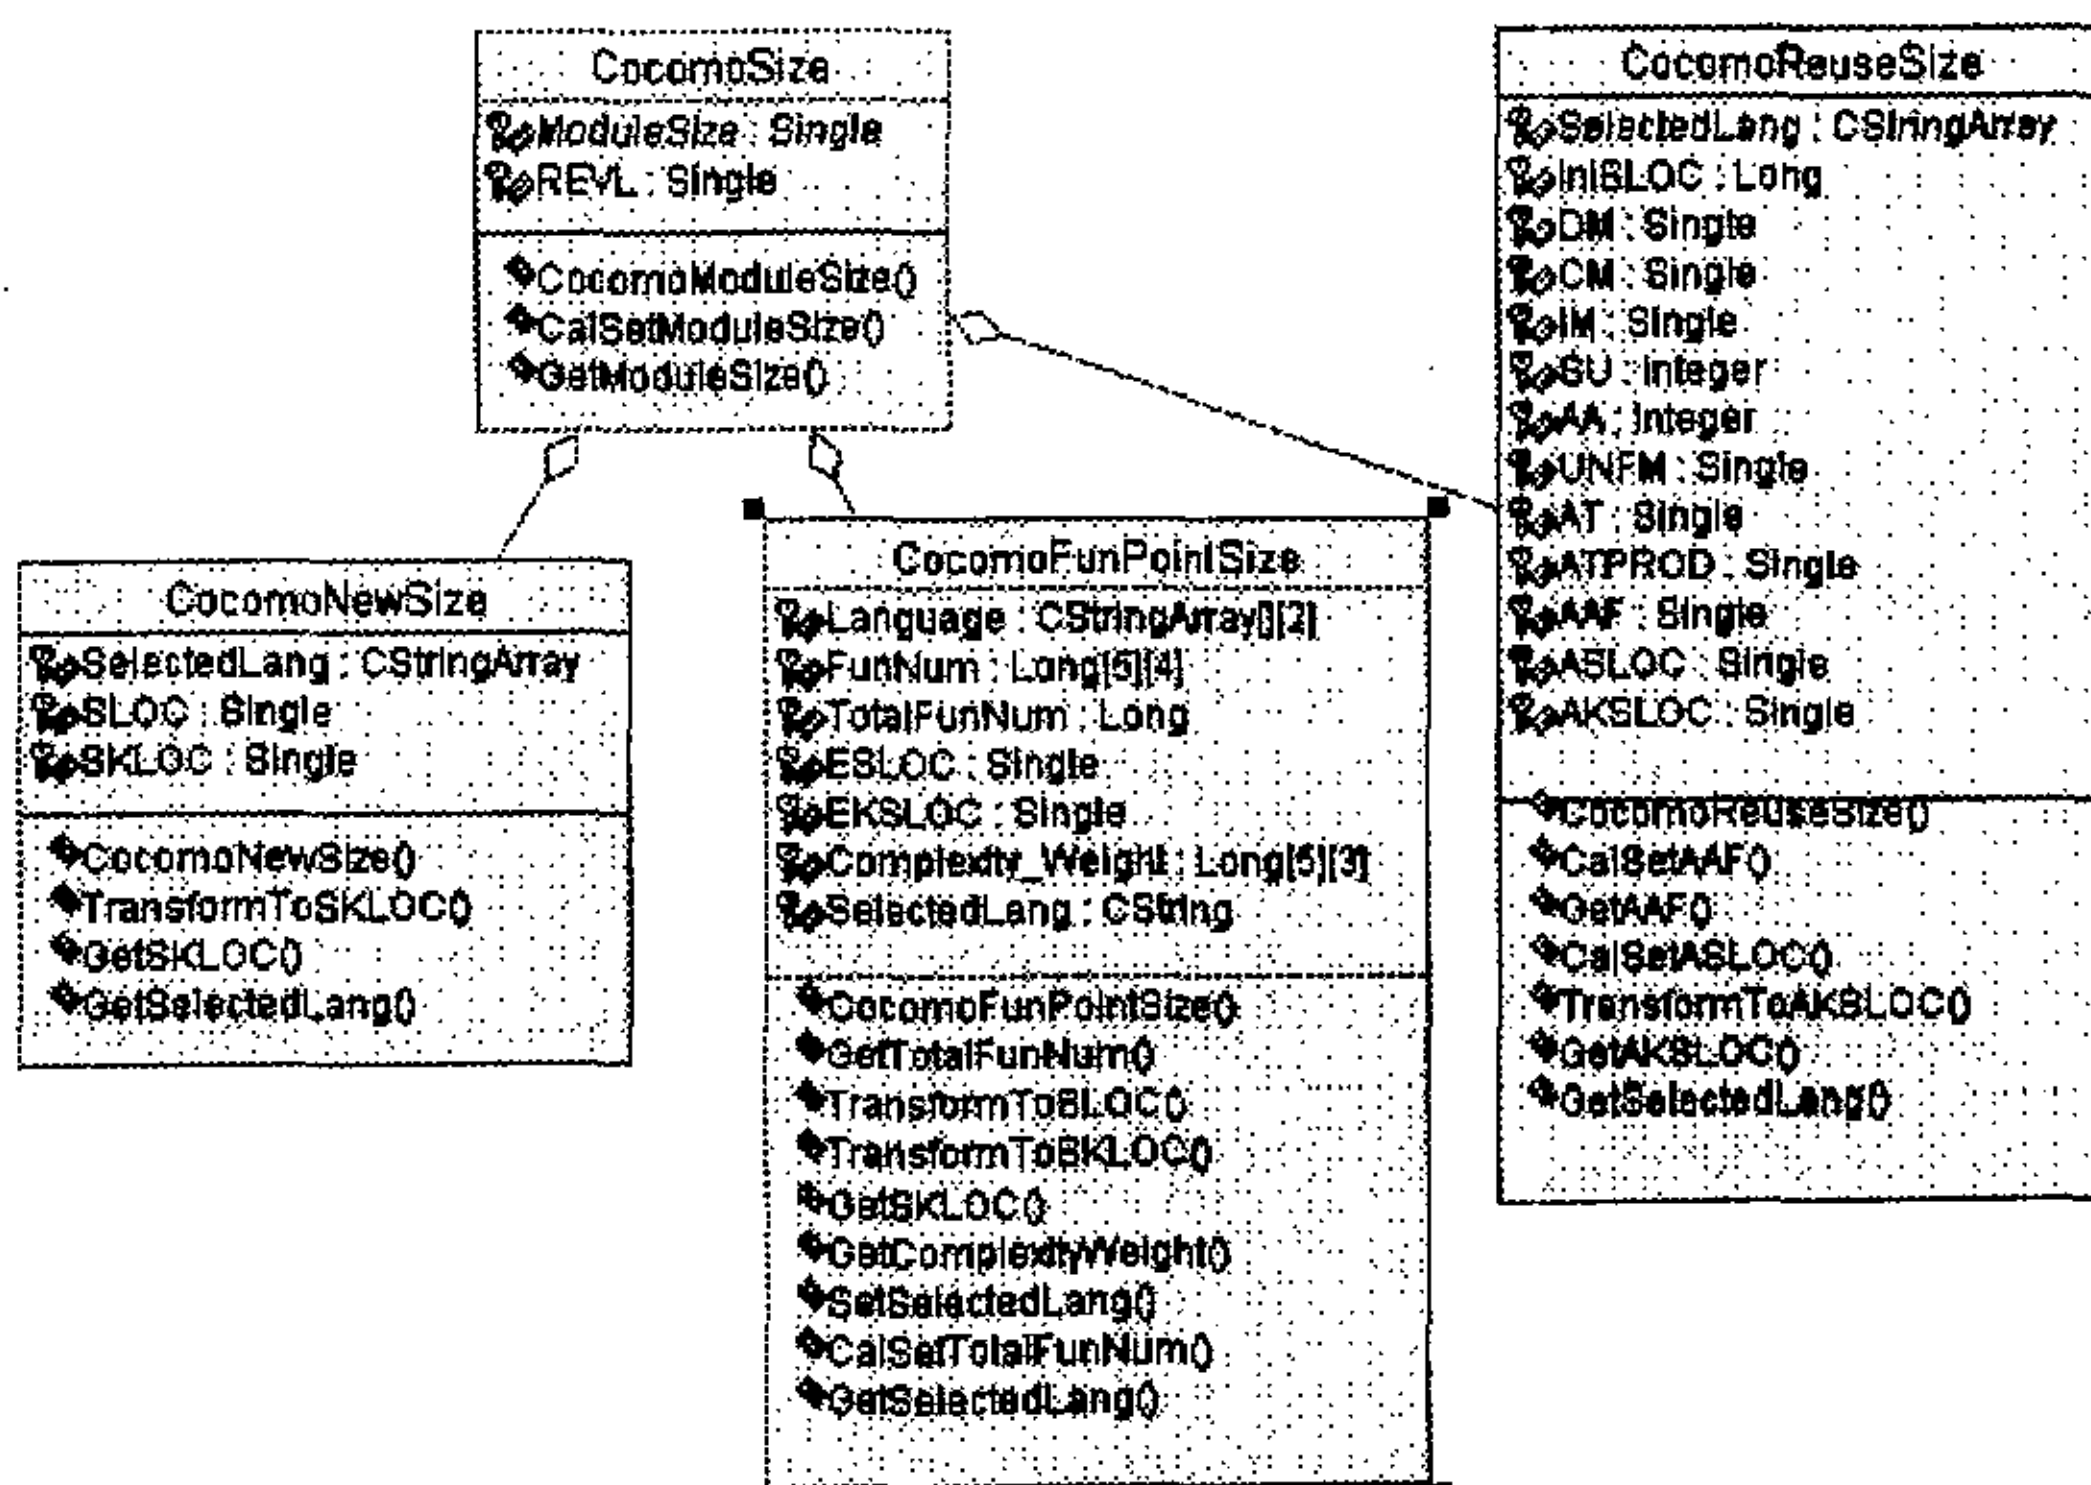 CocomoSize
ModuleSize : Single
REVL : Single
CocomoModuleSize()
CalSetModuleSize()
GetModuleSize()
CocomoReuseSize
SelectedLang : CStringArray
IniSLOC : Long
DM : Single
CM : Single
IM : Single
SU : Integer
AA : Integer
UNFM : Single
AT : Single
ATPROD : Single
AAF : Single
ASLOC : Single
AKSLOC : Single
CocomoReuseSize()
CalSetAAF()
GetAAF()
CalSetASLOC()
TransformToAKSLOC()
GetAKSLOC()
GetSelectedLang()
CocomoNewSize
SelectedLang : CStringArray
SLOC : Single
SKLOC : Single
CocomoNewSize()
TransformToSKLOC()
GetSKLOC()
GetSelectedLang()
CocomoFunPointSize
Language : CStringArray[][2]
FunNum : Long[5][4]
TotalFunNum : Long
ESLOC : Single
EKSLOC : Single
Complexity_Weight : Long[5][3]
SelectedLang : CString
CocomoFunPointSize()
GetTotalFunNum()
TransformToSLOC()
TransformToSKLOC()
GetSKLOC()
GetComplexityWeight()
SetSelectedLang()
CalSetTotalFunNum()
GetSelectedLang()